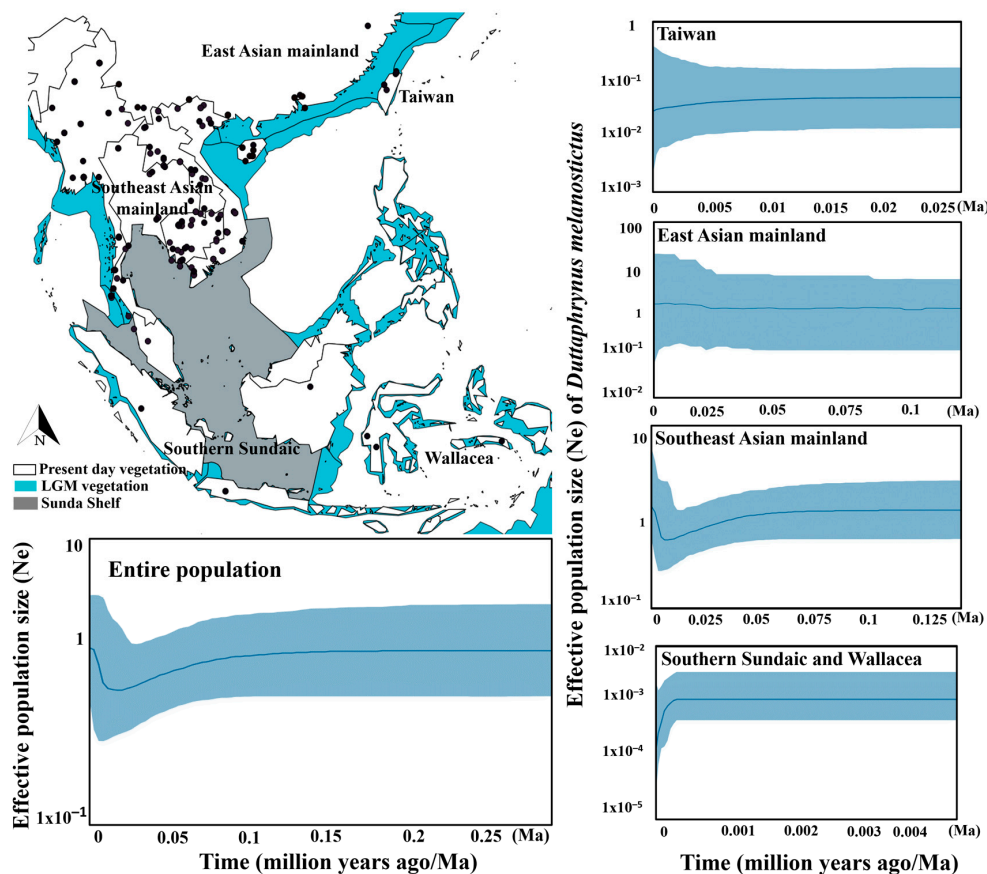 East Asian mainland
Taiwan
Southeast Asian
mainland
Southern Sundaic
Wallacea
N
Present day vegetation
LGM vegetation
Sunda Shelf
Effective population size (Ne)
Entire population
10
1
1x10⁻¹
0
0.05
0.1
0.15
0.2
0.25
(Ma)
Time (million years ago/Ma)
Effective population size (Ne) of Duttaphrynus melanostictus
Taiwan
1
1x10⁻¹
1x10⁻²
1x10⁻³
0
0.005
0.01
0.015
0.02
0.025
(Ma)
East Asian mainland
100
10
1
1x10⁻¹
1x10⁻²
0
0.025
0.05
0.075
0.1
(Ma)
Southeast Asian mainland
10
1
1x10⁻¹
0
0.025
0.05
0.075
0.1
0.125
(Ma)
Southern Sundaic and Wallacea
1x10⁻²
1x10⁻³
1x10⁻⁴
1x10⁻⁵
0
0.001
0.002
0.003
0.004
(Ma)
Time (million years ago/Ma)